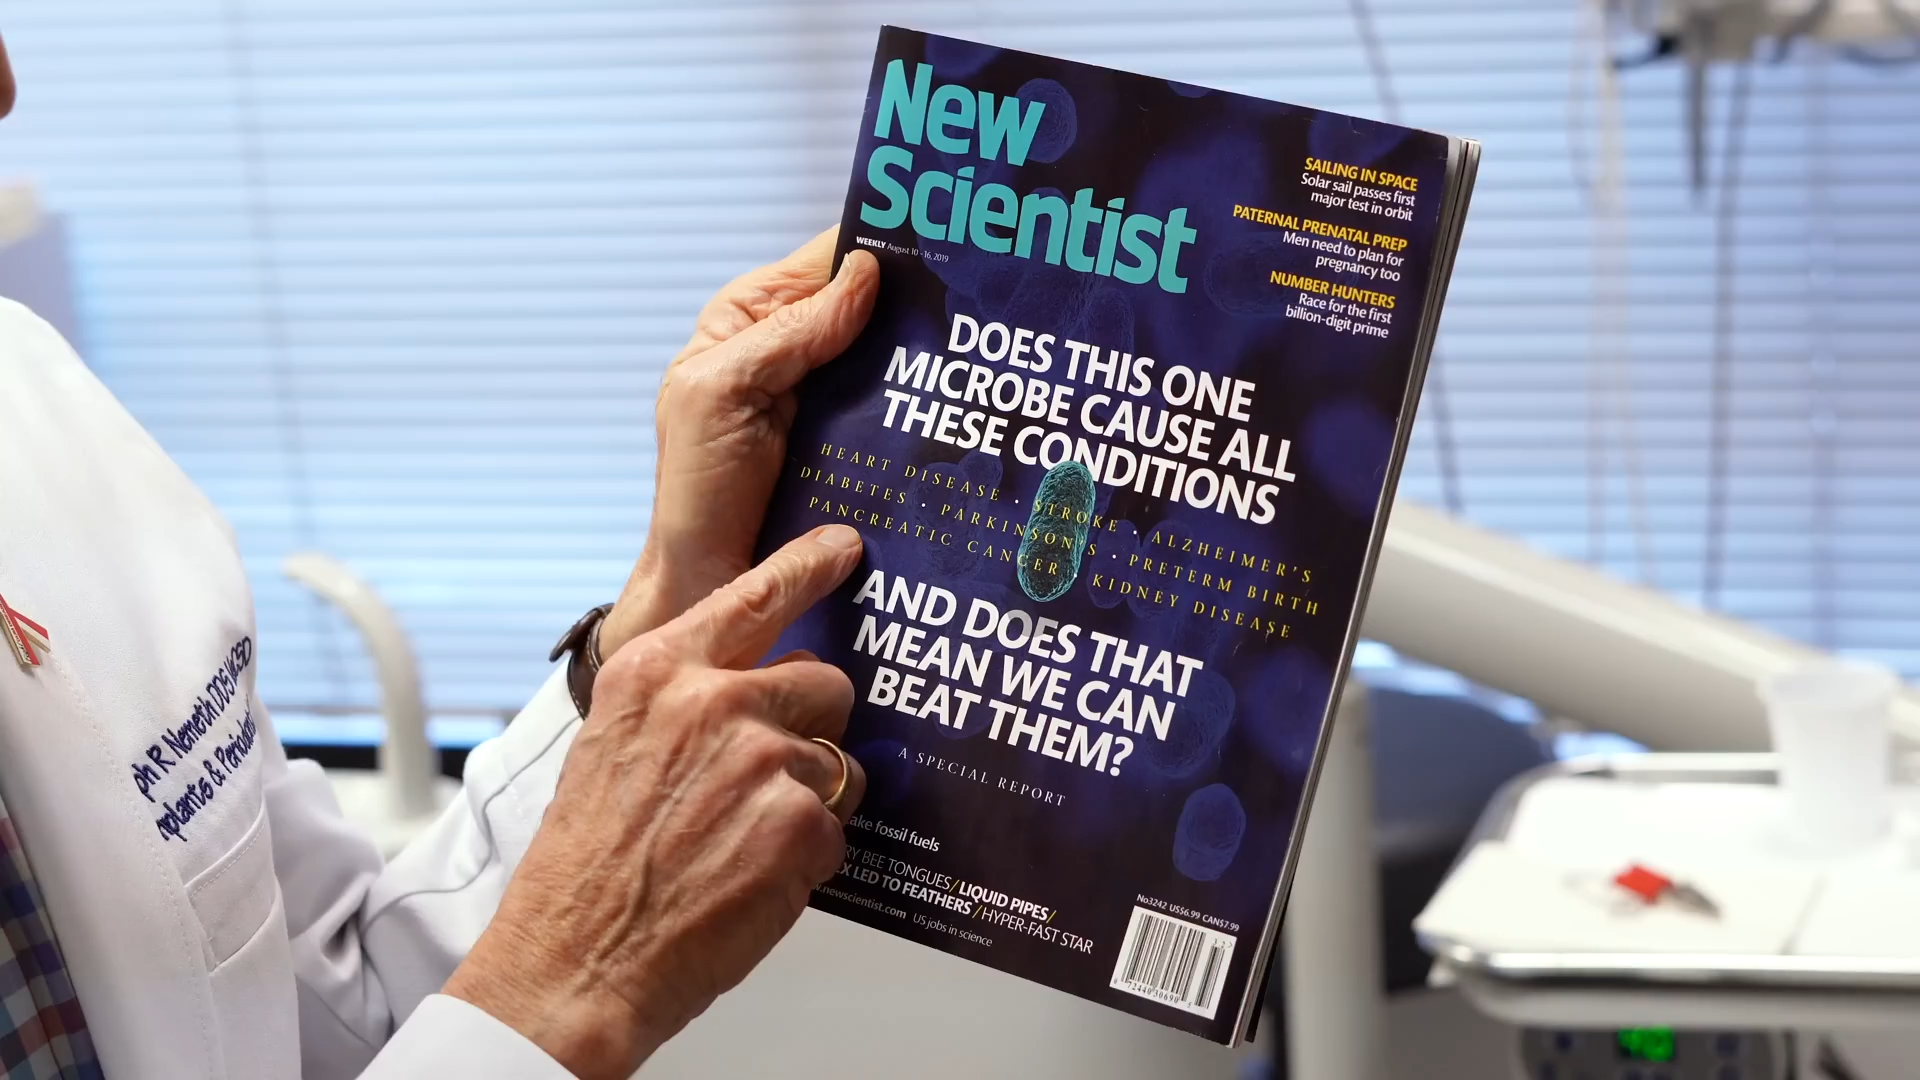 New
Scientist
WEEKLY August 10 - 16, 2019
SAILING IN SPACE
Solar sail passes first
major test in orbit
PATERNAL PRENATAL PREP
Men need to plan for
pregnancy too
NUMBER HUNTERS
Race for the first
billion-digit prime
DOES THIS ONE
MICROBE CAUSE ALL
THESE CONDITIONS
HEART DISEASE · STROKE · ALZHEIMER'S
DIABETES · PARKINSON'S · PRETERM BIRTH
PANCREATIC CANCER · KIDNEY DISEASE
AND DOES THAT
MEAN WE CAN
BEAT THEM?
A SPECIAL REPORT
fossil fuels
BEE TONGUES/LIQUID PIPES/
LED TO FEATHERS/HYPER-FAST STAR
.newscientist.com US jobs in science
No3242 US$6.99 CAN$7.99
ph R Nemeth DDS
mplants &